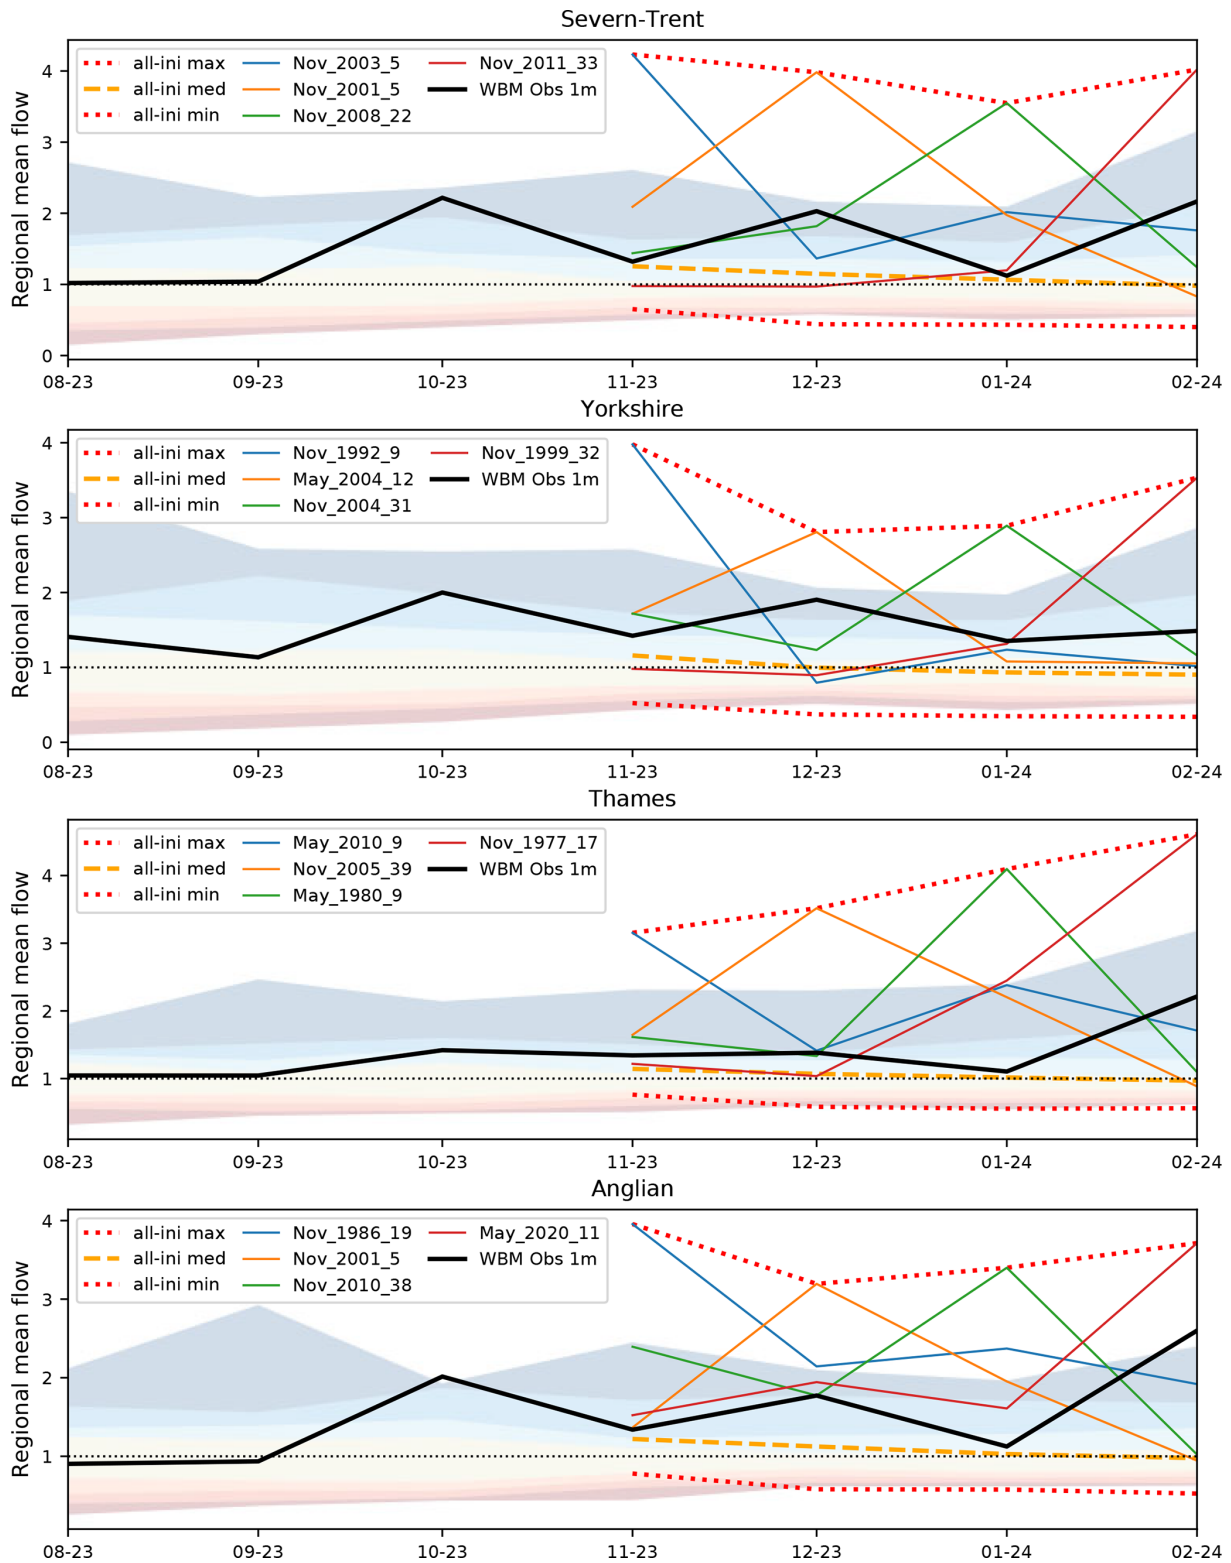 Severn-Trent
Regional mean flow
4
3
2
1
0
all-ini max
all-ini med
all-ini min
Nov_2003_5
Nov_2001_5
Nov_2008_22
Nov_2011_33
WBM Obs 1m
08-23 09-23 10-23 11-23 12-23 01-24 02-24
Yorkshire
Regional mean flow
4
3
2
1
0
all-ini max
all-ini med
all-ini min
Nov_1992_9
May_2004_12
Nov_2004_31
Nov_1999_32
WBM Obs 1m
08-23 09-23 10-23 11-23 12-23 01-24 02-24
Thames
Regional mean flow
4
3
2
1
all-ini max
all-ini med
all-ini min
May_2010_9
Nov_2005_39
May_1980_9
Nov_1977_17
WBM Obs 1m
08-23 09-23 10-23 11-23 12-23 01-24 02-24
Anglian
Regional mean flow
4
3
2
1
all-ini max
all-ini med
all-ini min
Nov_1986_19
Nov_2001_5
Nov_2010_38
May_2020_11
WBM Obs 1m
08-23 09-23 10-23 11-23 12-23 01-24 02-24